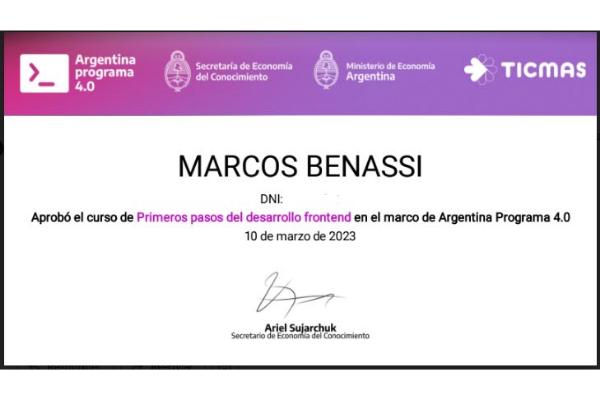 Argentina
programa
4.0
Secretaría de Economía
del Conocimiento
Ministerio de Economía
Argentina
TICMAS
MARCOS BENASSI
DNI:
Aprobó el curso de Primeros pasos del desarrollo frontend en el marco de Argentina Programa 4.0
10 de marzo de 2023
Ariel Sujarchuk
Secretario de Economía del Conocimiento